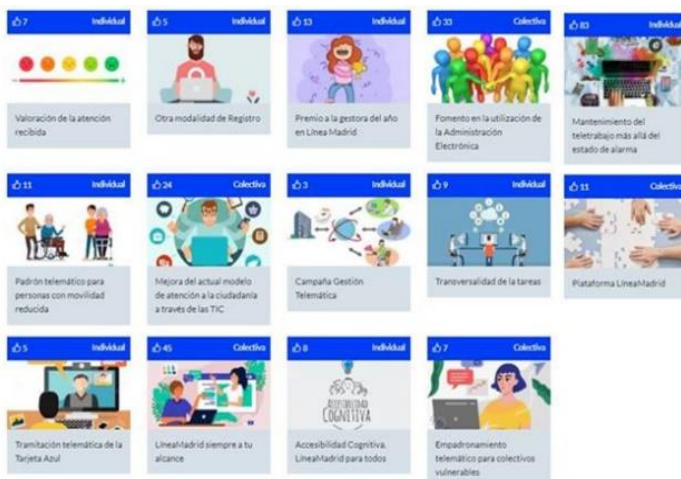 7 Individual
5 Individual
13 Individual
33 Colectiva
83 Individual
Valoración de la atención
recibida
Otra modalidad de Registro
Premio a la gestora del año
en Línea Madrid
Fomento en la utilización de
la Administración
Electrónica
Mantenimiento del
teletrabajo más allá del
estado de alarma
11 Individual
24 Colectiva
3 Individual
9 Individual
11 Colectiva
Padrón telemático para
personas con movilidad
reducida
Mejora del actual modelo
de atención a la ciudadanía
a través de las TIC
Campaña Gestión
Telemática
Transversalidad de la tareas
Plataforma LíneaMadrid
5 Individual
45 Colectiva
8 Individual
7 Colectiva
ACCESIBILIDAD
COGNITIVA
Tramitación telemática de la
Tarjeta Azul
LíneaMadrid siempre a tu
alcance
Accesibilidad Cognitiva.
LíneaMadrid para todos
Empadronamiento
telemático para colectivos
vulnerables